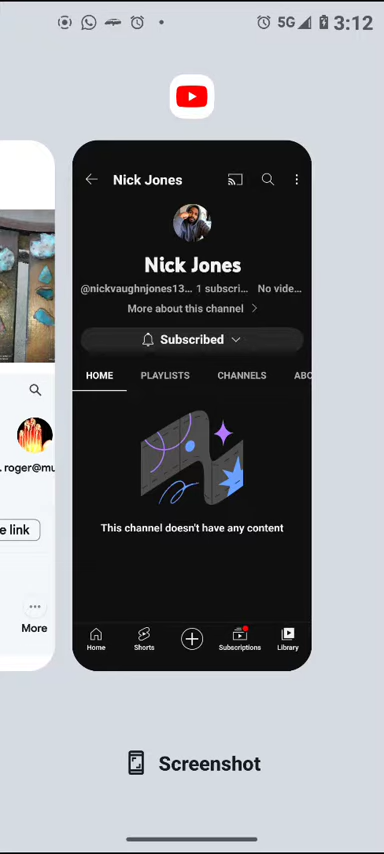 5G 3:12
Nick Jones
Nick Jones
@nickvaughnjones13... 1 subscri... No vide...
More about this channel
Subscribed
HOME PLAYLISTS CHANNELS ABO
. roger@mu
e link
This channel doesn't have any content
More
Home Shorts Subscriptions Library
Screenshot